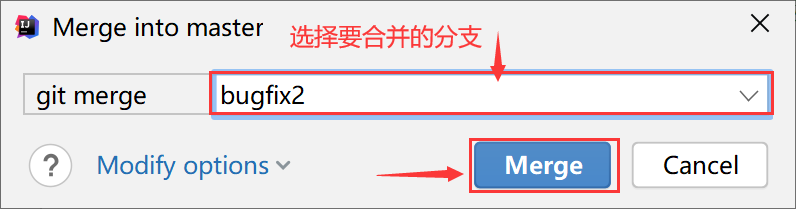 Merge into master
选择要合并的分支
git merge
bugfix2
? Modify options
Merge
Cancel